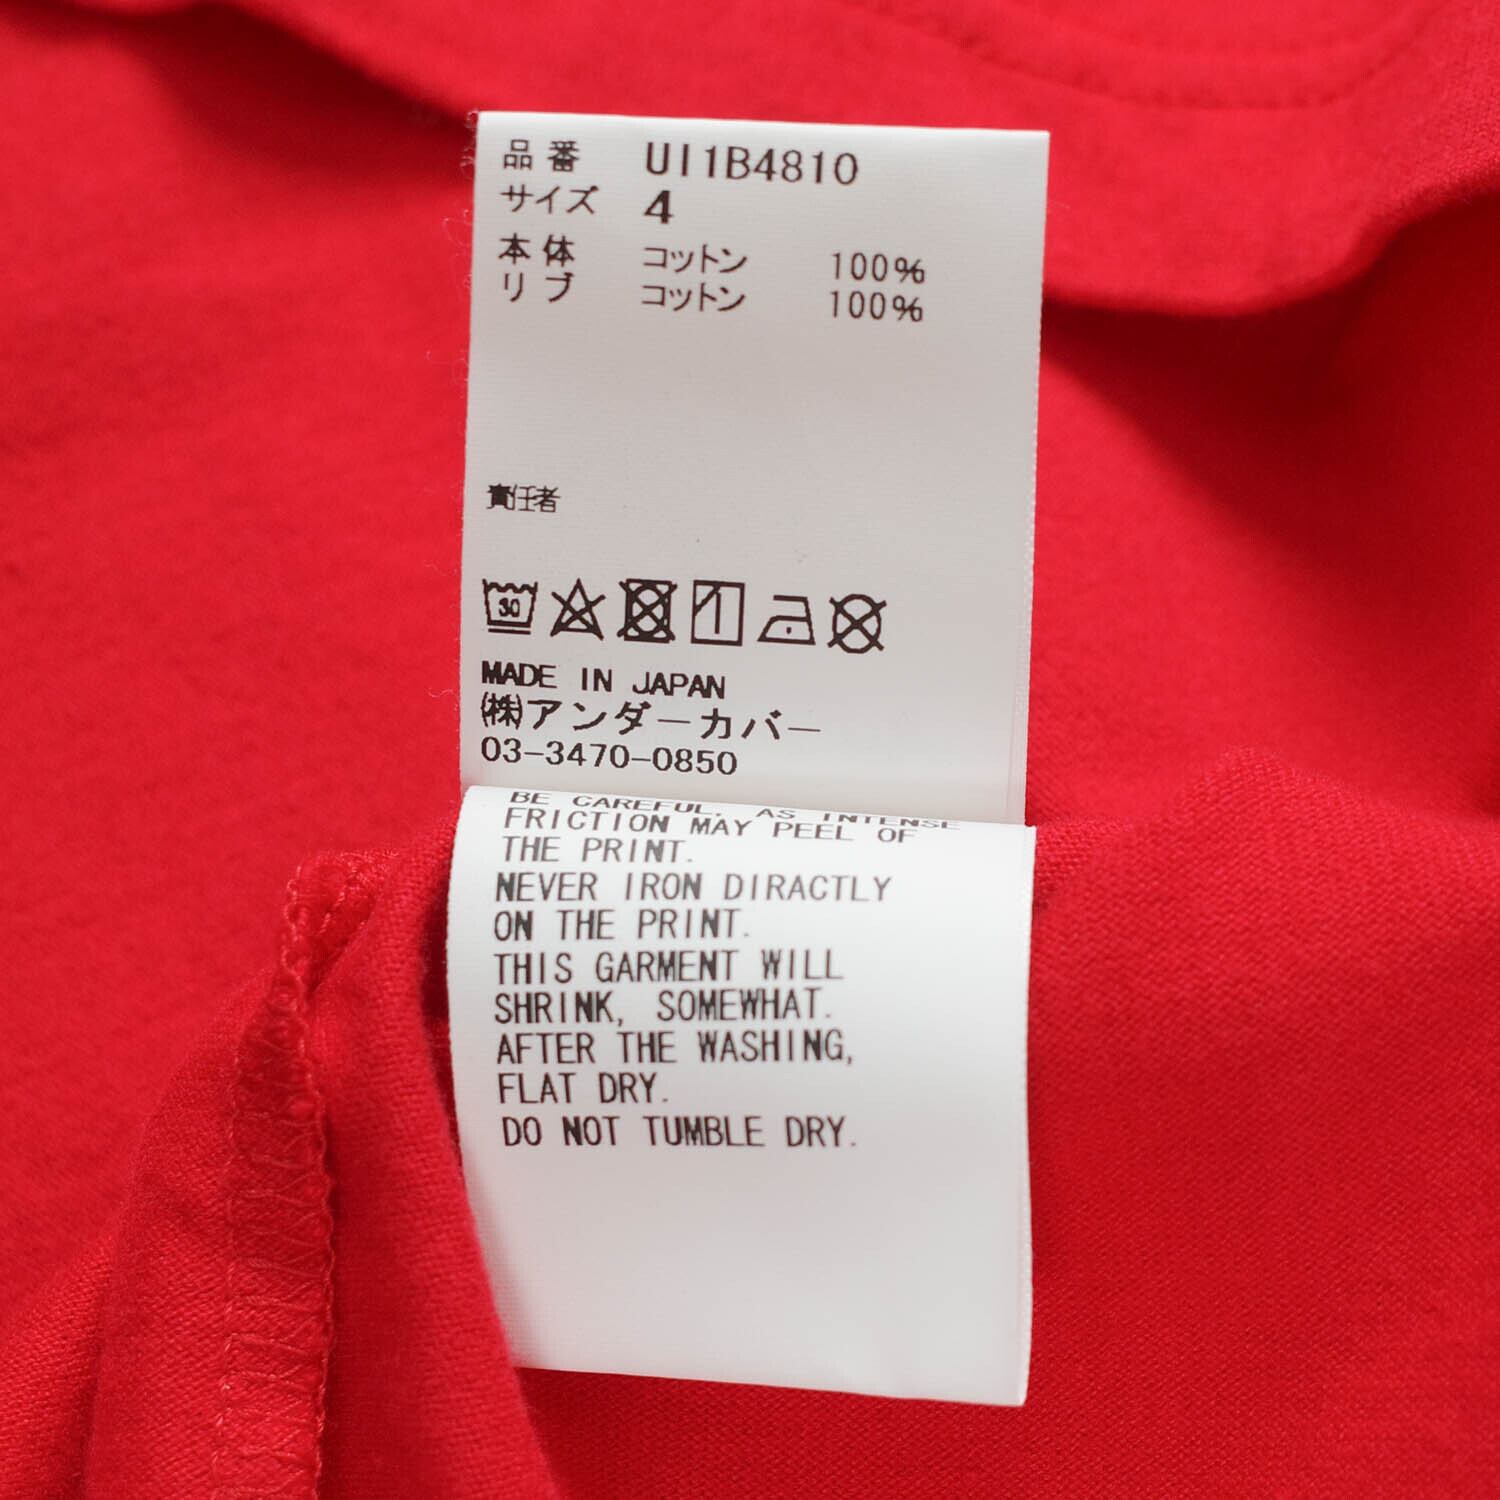 品番 UI1B4810
サイズ 4
本体 コットン 100%
リブ コットン 100%
責任者
30
MADE IN JAPAN
(株)アンダーカバー
03-3470-0850
BE CAREFUL, AS INTENSE
FRICTION MAY PEEL OF
THE PRINT.
NEVER IRON DIRACTLY
ON THE PRINT.
THIS GARMENT WILL
SHRINK, SOMEWHAT.
AFTER THE WASHING,
FLAT DRY.
DO NOT TUMBLE DRY.